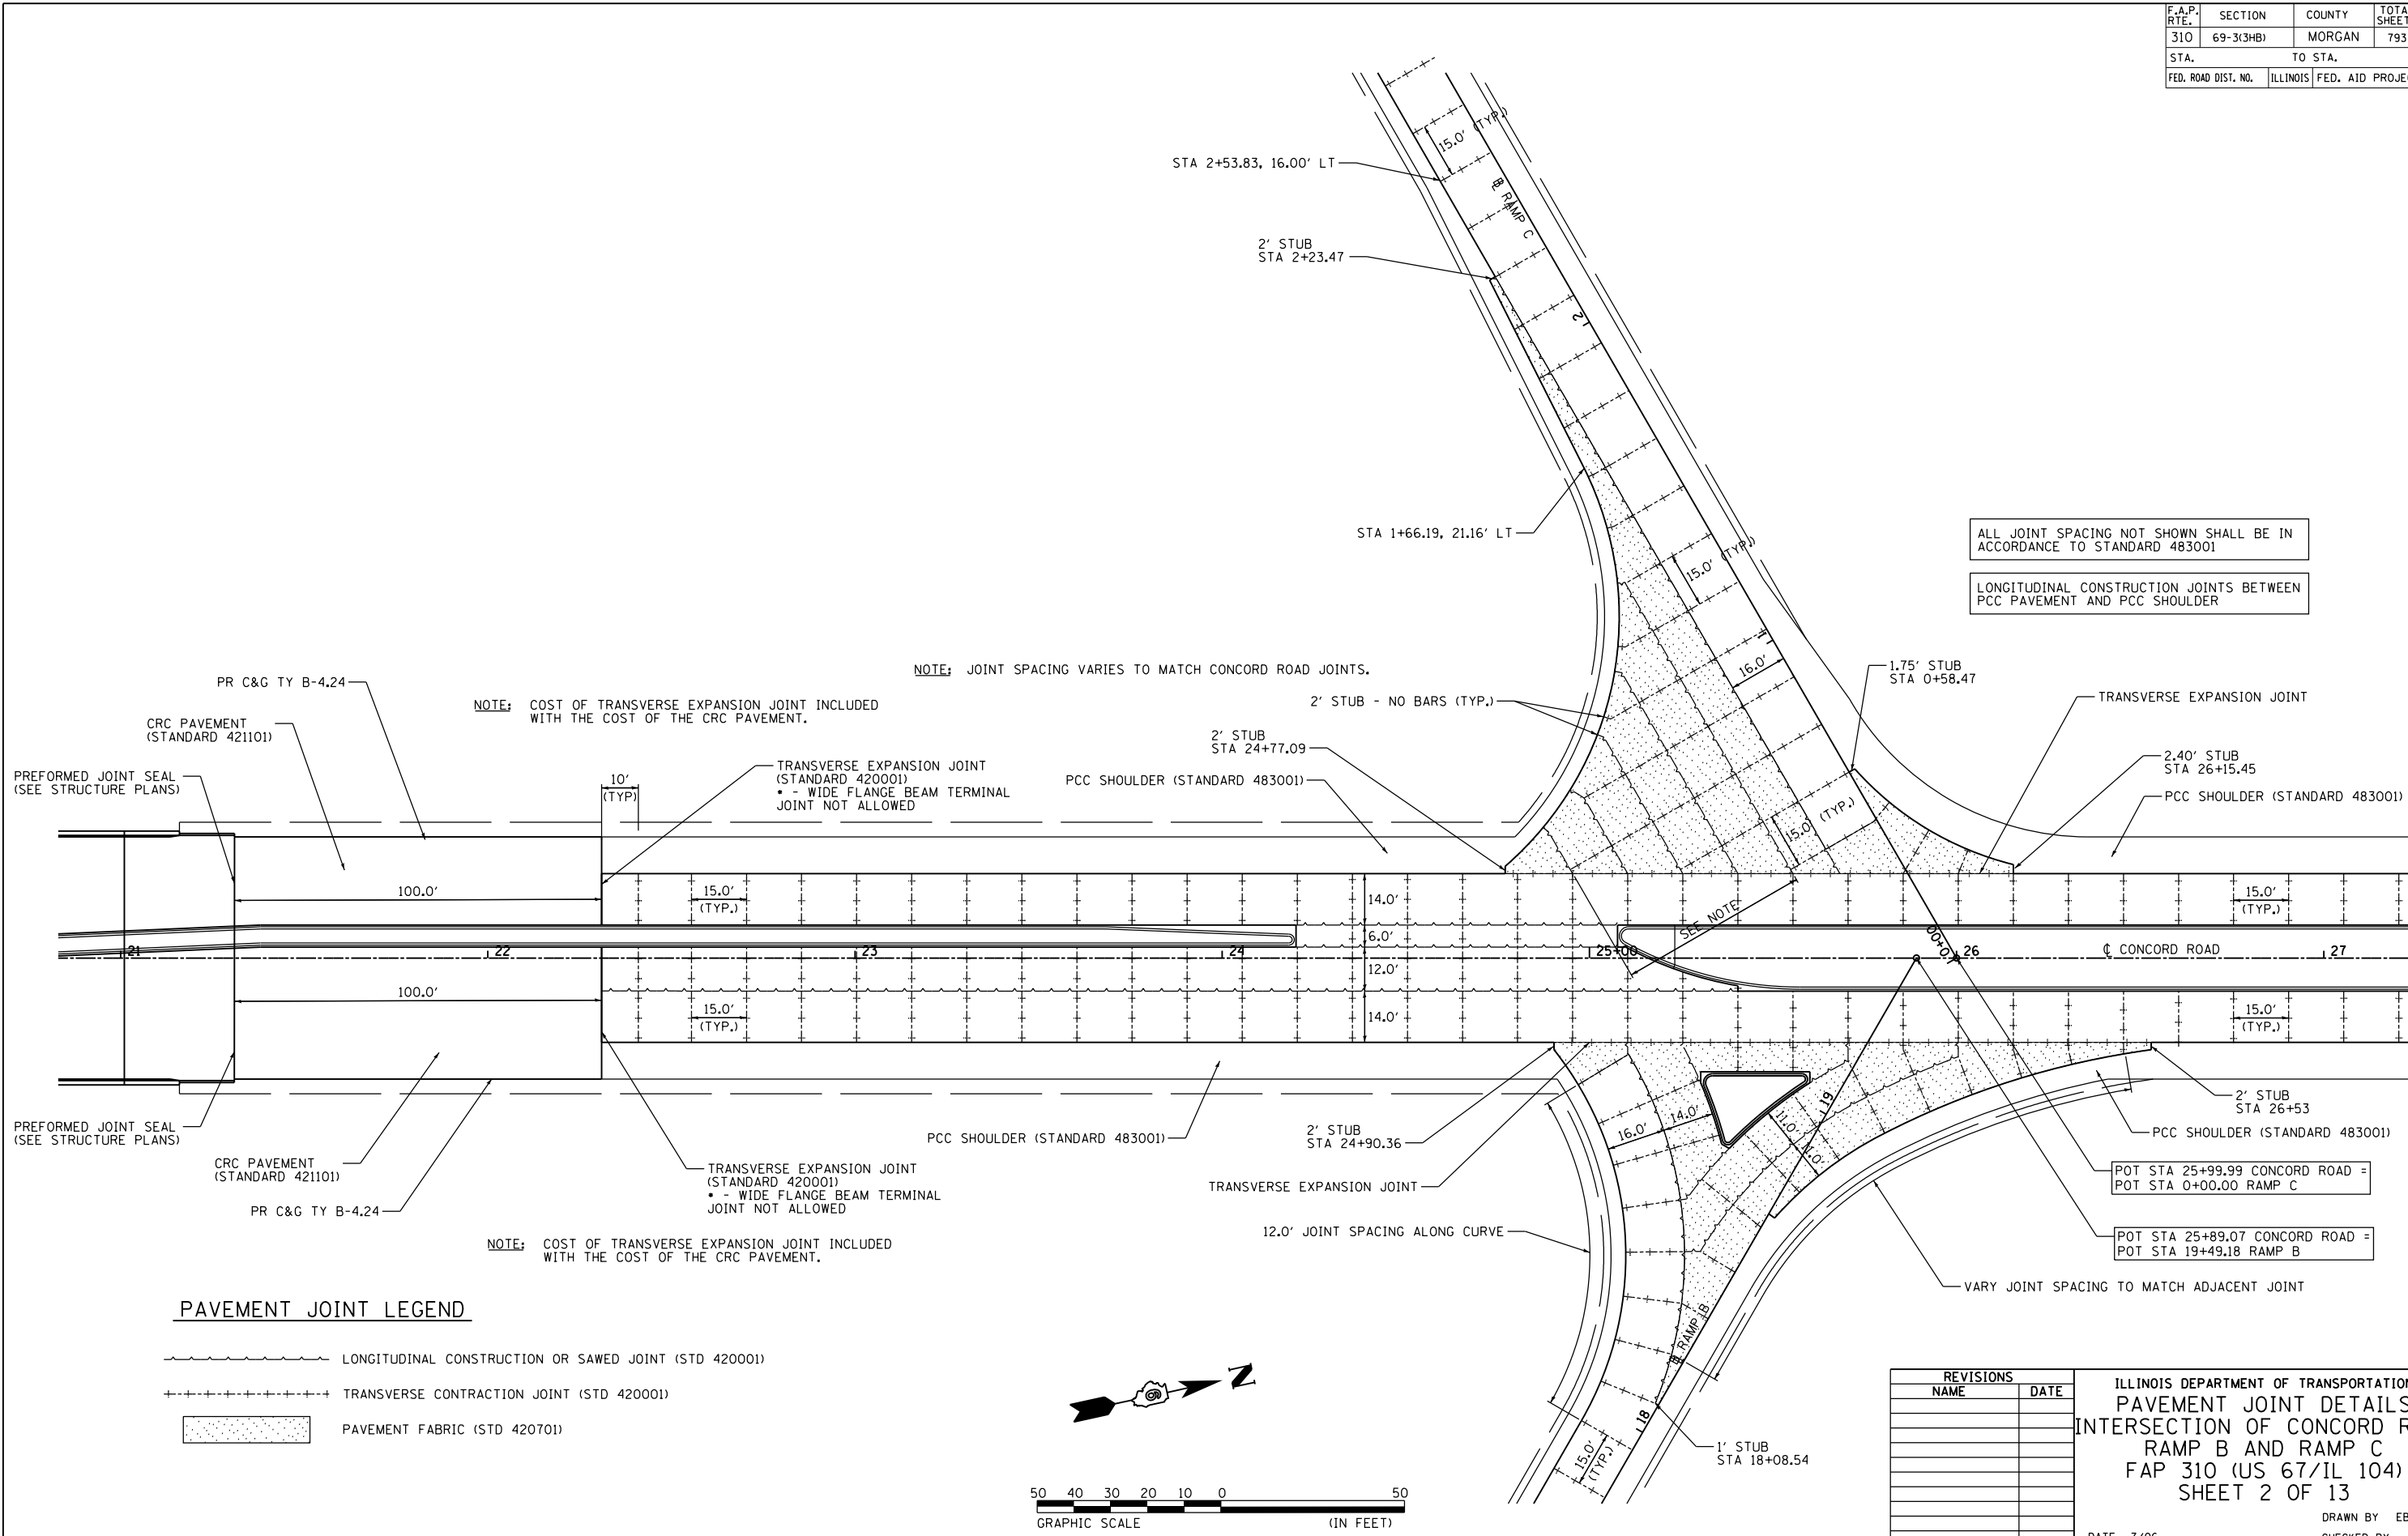 F.A.P. RTE. SECTION COUNTY
310 69-3(3HB) MORGAN 793
STA. TO STA.
FED. ROAD DIST. NO. ILLINOIS FED. AID
15.0' (TYP.)
STA 2+53.83, 16.00' LT
℄ RAMP C
2' STUB
STA 2+23.47
2
STA 1+66.19, 21.16' LT
15.0' (TYP.)
ALL JOINT SPACING NOT SHOWN SHALL BE IN
ACCORDANCE TO STANDARD 483001
LONGITUDINAL CONSTRUCTION JOINTS BETWEEN
PCC PAVEMENT AND PCC SHOULDER
1
16.0'
NOTE: JOINT SPACING VARIES TO MATCH CONCORD ROAD JOINTS.
PR C&G TY B-4.24
NOTE: COST OF TRANSVERSE EXPANSION JOINT INCLUDED
WITH THE COST OF THE CRC PAVEMENT.
2' STUB - NO BARS (TYP.)
1.75' STUB
STA 0+58.47
TRANSVERSE EXPANSION JOINT
CRC PAVEMENT
(STANDARD 421101)
2' STUB
STA 24+77.09
PREFORMED JOINT SEAL
(SEE STRUCTURE PLANS)
10'
(TYP)
TRANSVERSE EXPANSION JOINT
(STANDARD 420001)
• - WIDE FLANGE BEAM TERMINAL
JOINT NOT ALLOWED
PCC SHOULDER (STANDARD 483001)
2.40' STUB
STA 26+15.45
PCC SHOULDER (STANDARD 483001)
15.0' (TYP.)
100.0'
15.0'
(TYP.)
14.0'
15.0'
(TYP.)
SEE NOTE
6.0'
0+00
21 22 23 24 25+00 26 ℄ CONCORD ROAD 27
12.0'
100.0'
15.0'
(TYP.)
14.0'
15.0'
(TYP.)
19
2' STUB
STA 26+53
PREFORMED JOINT SEAL
(SEE STRUCTURE PLANS)
PCC SHOULDER (STANDARD 483001)
2' STUB
STA 24+90.36
16.0' 14.0' 11.0'
PCC SHOULDER (STANDARD 483001)
CRC PAVEMENT
(STANDARD 421101)
TRANSVERSE EXPANSION JOINT
(STANDARD 420001)
• - WIDE FLANGE BEAM TERMINAL
JOINT NOT ALLOWED
TRANSVERSE EXPANSION JOINT
POT STA 25+99.99 CONCORD ROAD =
POT STA 0+00.00 RAMP C
PR C&G TY B-4.24
12.0' JOINT SPACING ALONG CURVE
POT STA 25+89.07 CONCORD ROAD =
POT STA 19+49.18 RAMP B
NOTE: COST OF TRANSVERSE EXPANSION JOINT INCLUDED
WITH THE COST OF THE CRC PAVEMENT.
VARY JOINT SPACING TO MATCH ADJACENT JOINT
PAVEMENT JOINT LEGEND
LONGITUDINAL CONSTRUCTION OR SAWED JOINT (STD 420001)
TRANSVERSE CONTRACTION JOINT (STD 420001)
PAVEMENT FABRIC (STD 420701)
N
℄ RAMP B
18
15.0'
(TYP.)
1' STUB
STA 18+08.54
50 40 30 20 10 0 50
GRAPHIC SCALE (IN FEET)
REVISIONS
NAME DATE
ILLINOIS DEPARTMENT OF TRANSPORTATION
PAVEMENT JOINT DETAILS
INTERSECTION OF CONCORD
RAMP B AND RAMP C
FAP 310 (US 67/IL 104)
SHEET 2 OF 13
DRAWN BY